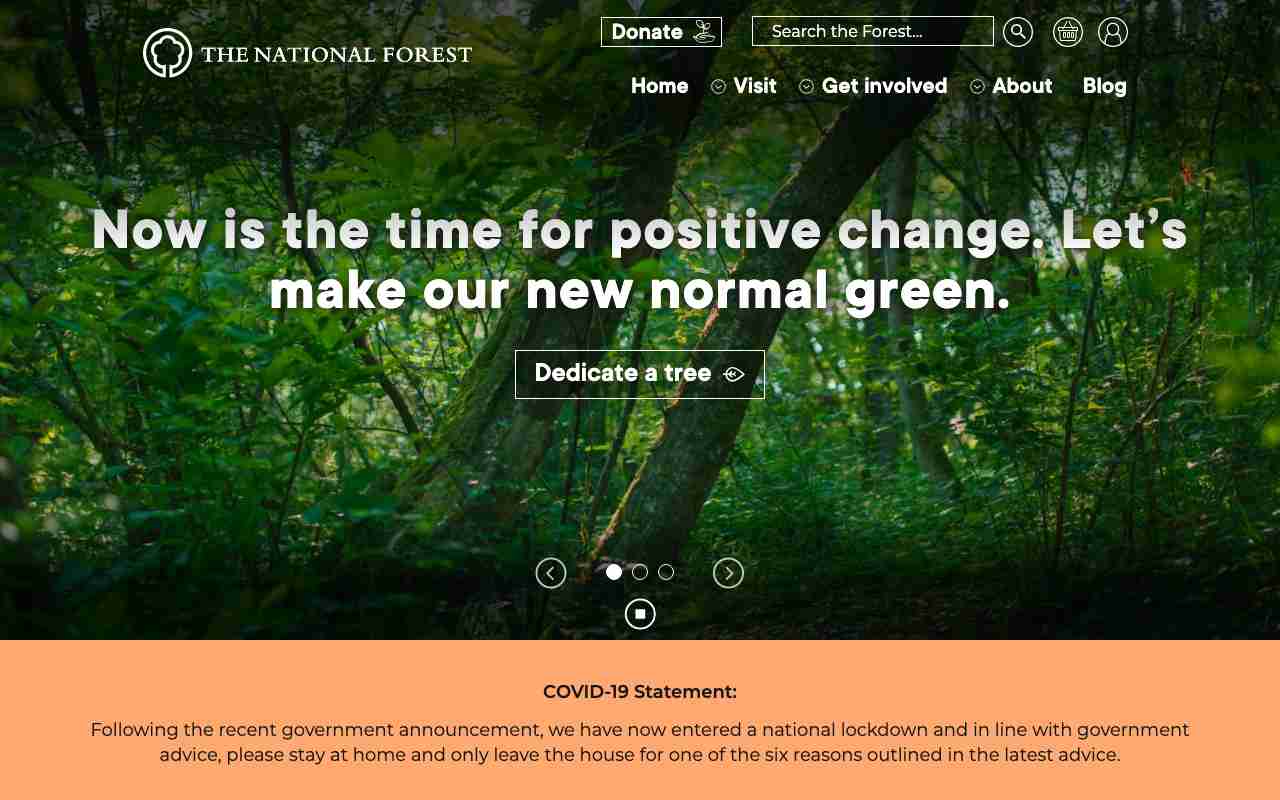 THE NATIONAL FOREST
Donate
Search the Forest...
Home
Visit
Get involved
About
Blog
Now is the time for positive change. Let's
make our new normal green.
Dedicate a tree
COVID-19 Statement:
Following the recent government announcement, we have now entered a national lockdown and in line with government
advice, please stay at home and only leave the house for one of the six reasons outlined in the latest advice.